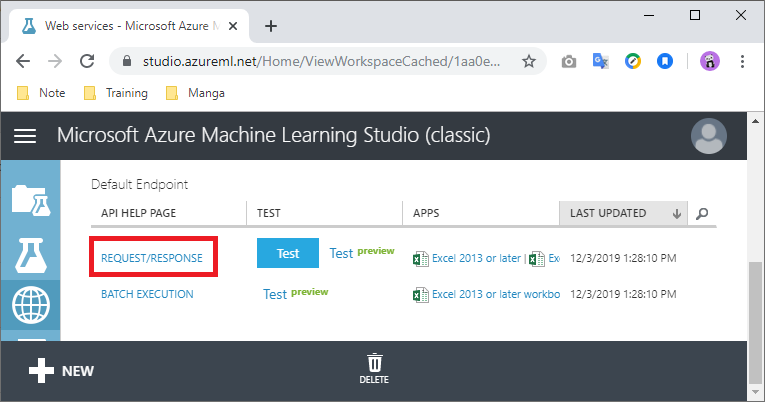 Web services - Microsoft Azure M
studio.azureml.net/Home/ViewWorkspaceCached/1aa0e...
Note Training Manga
Microsoft Azure Machine Learning Studio (classic)
Default Endpoint
API HELP PAGE TEST APPS LAST UPDATED
REQUEST/RESPONSE Test Test preview Excel 2013 or later | Ex 12/3/2019 1:28:10 PM
BATCH EXECUTION Test preview Excel 2013 or later workbo 12/3/2019 1:28:10 PM
NEW DELETE